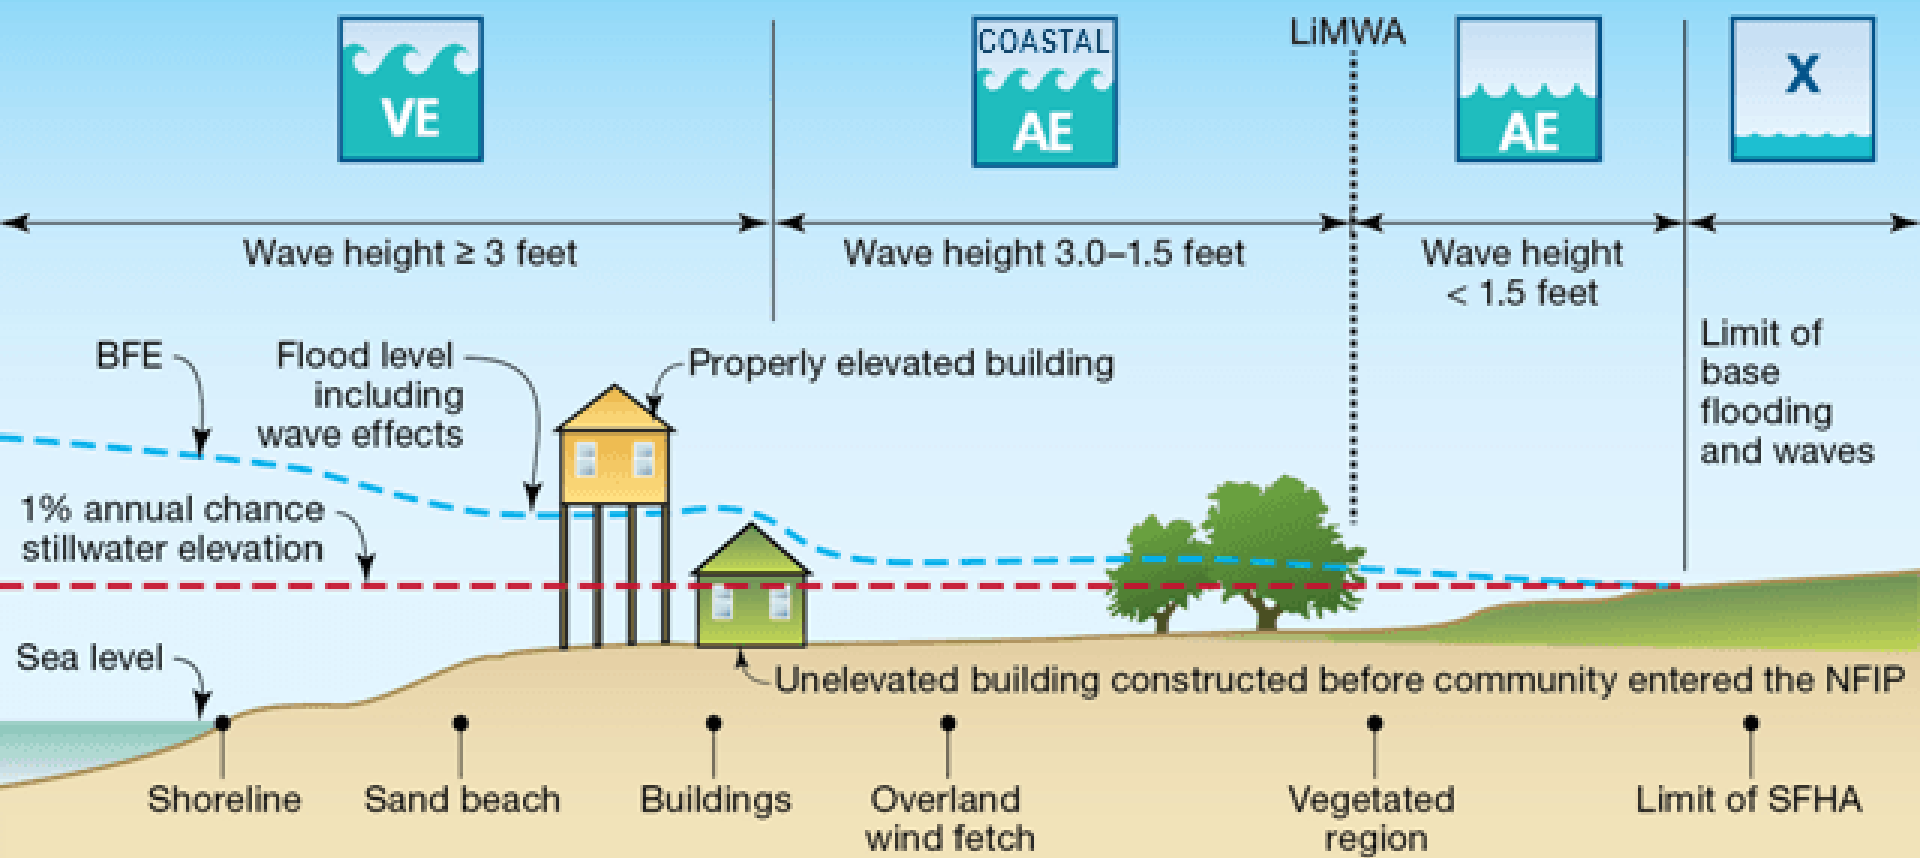 VE
COASTAL
AE
LiMWA
AE
X
Wave height ≥ 3 feet
Wave height 3.0–1.5 feet
Wave height
< 1.5 feet
BFE
Flood level
including
wave effects
Properly elevated building
Limit of
base
flooding
and waves
1% annual chance
stillwater elevation
Sea level
Unelevated building constructed before community entered the NFIP
Shoreline
Sand beach
Buildings
Overland
wind fetch
Vegetated
region
Limit of SFHA